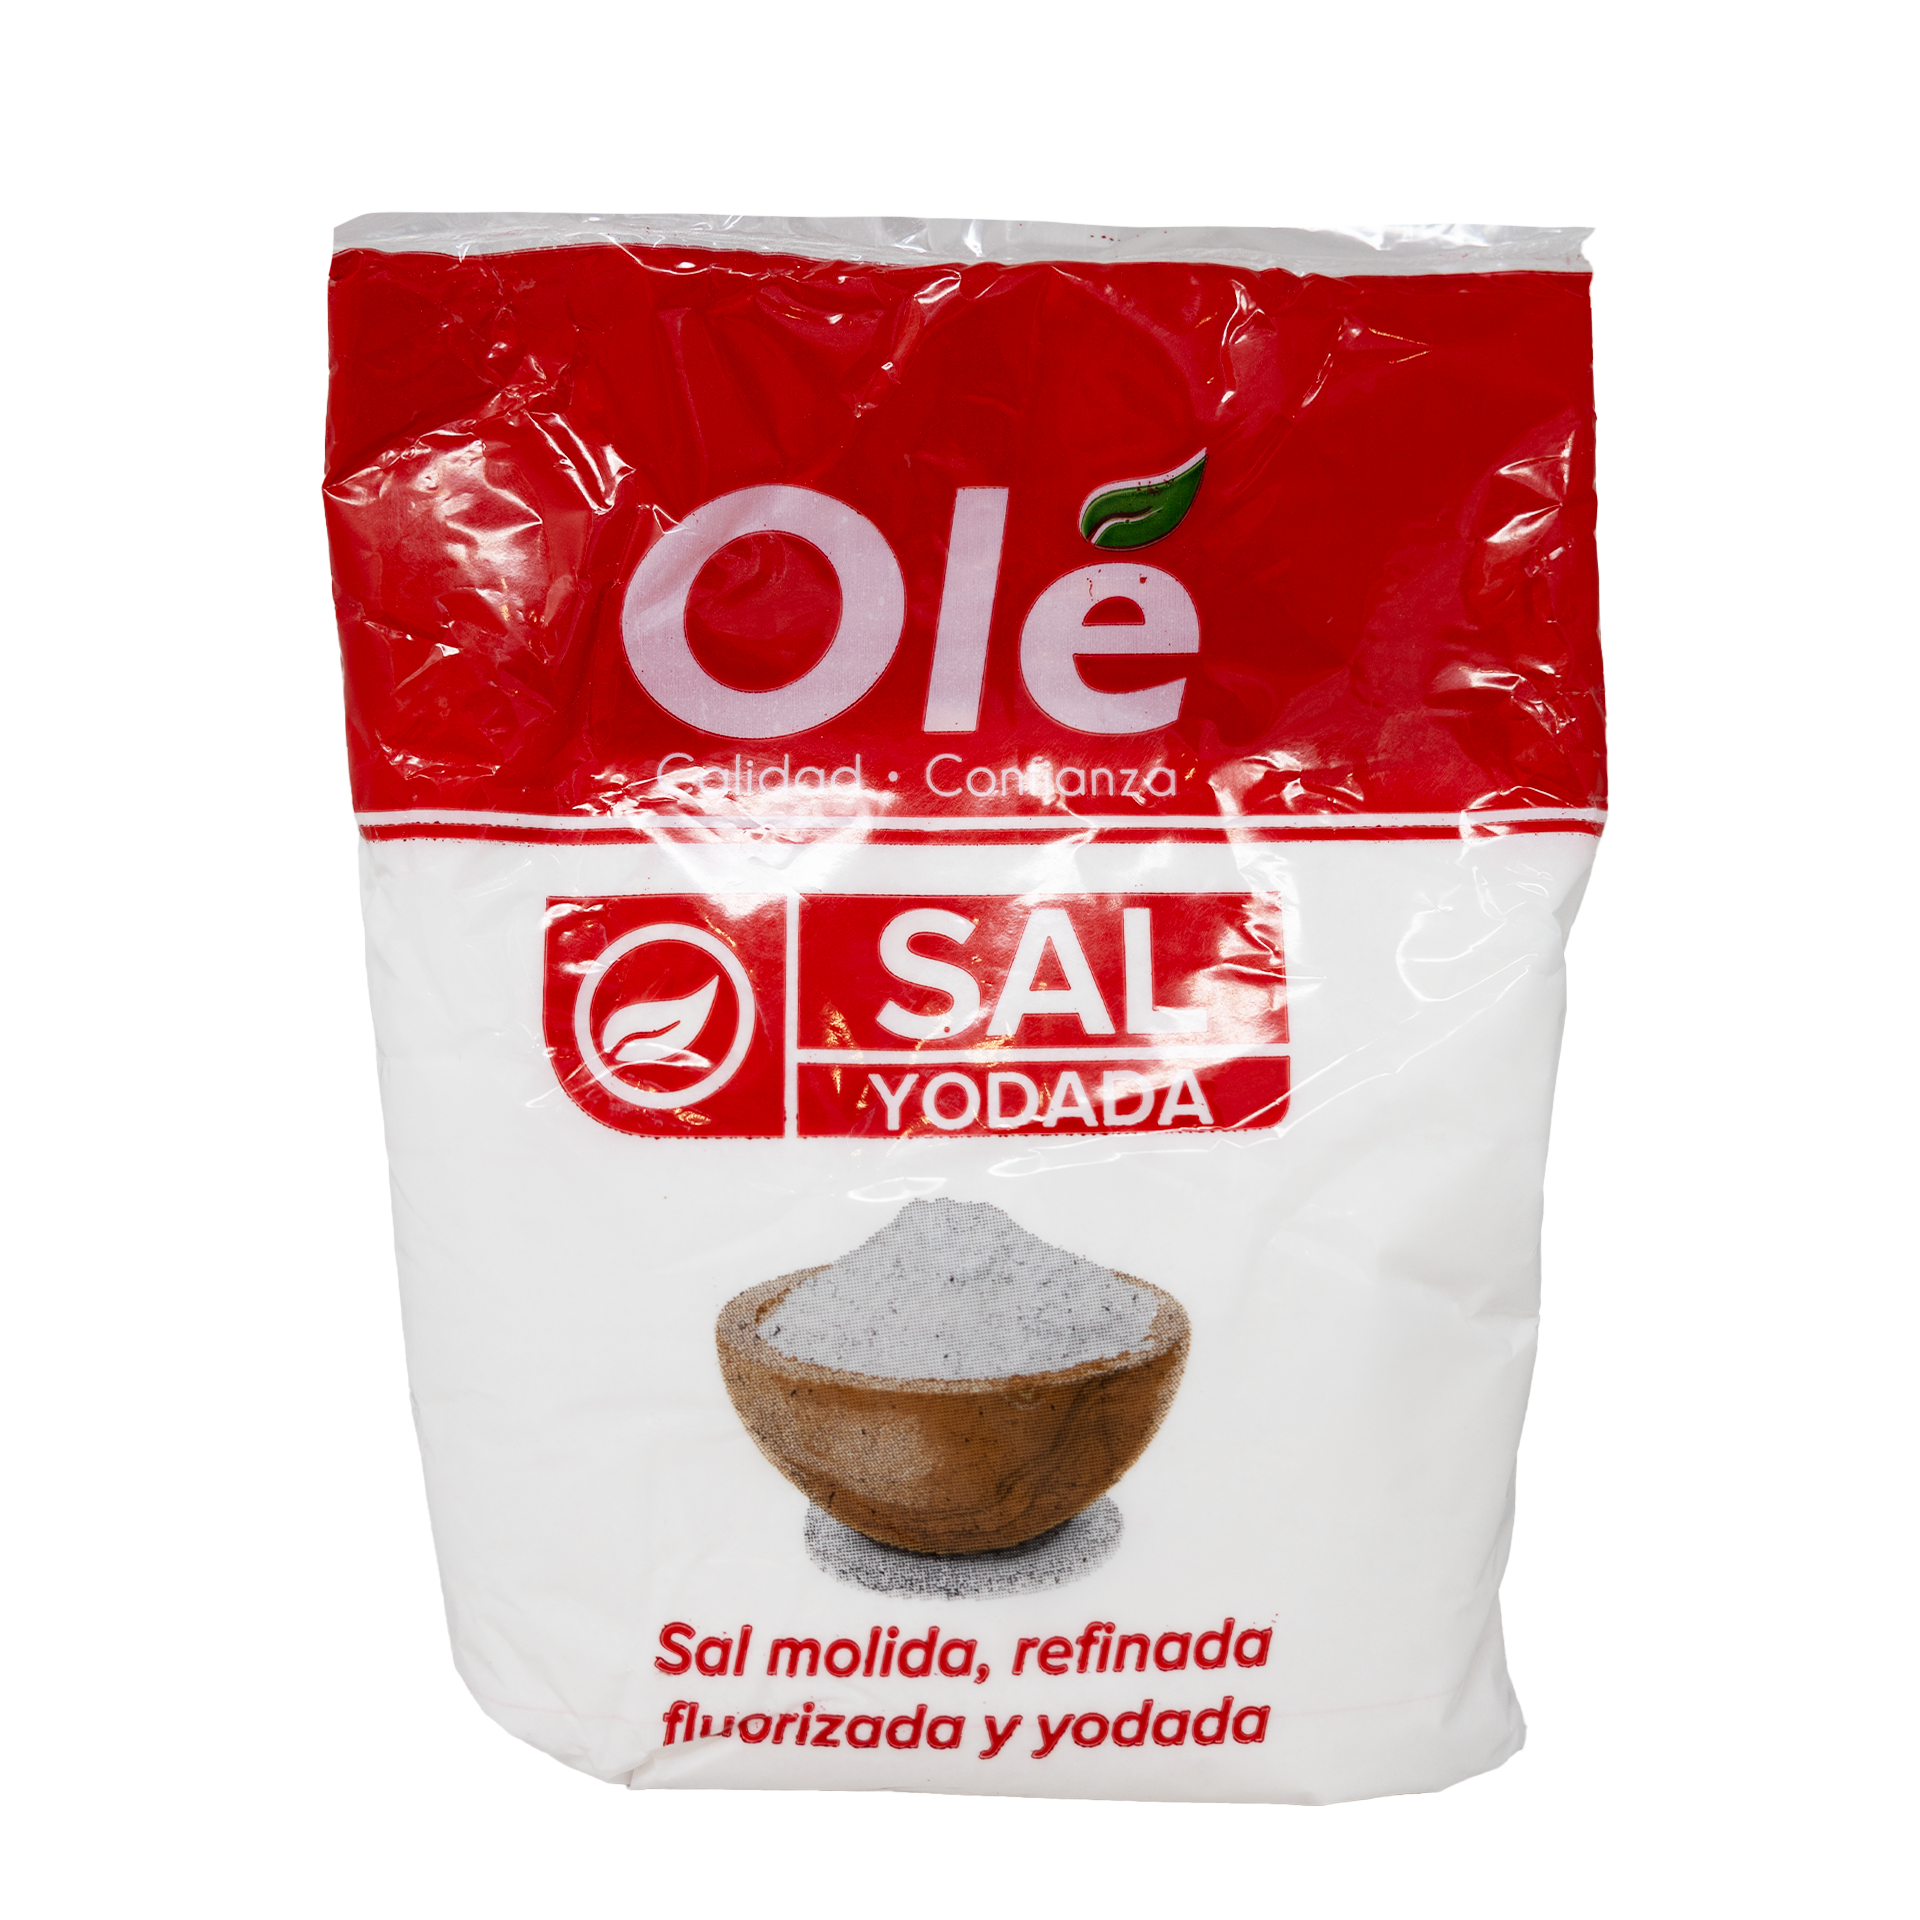 Olé
Calidad • Confianza
SAL
YODADA
Sal molida, refinada
fluorizada y yodada